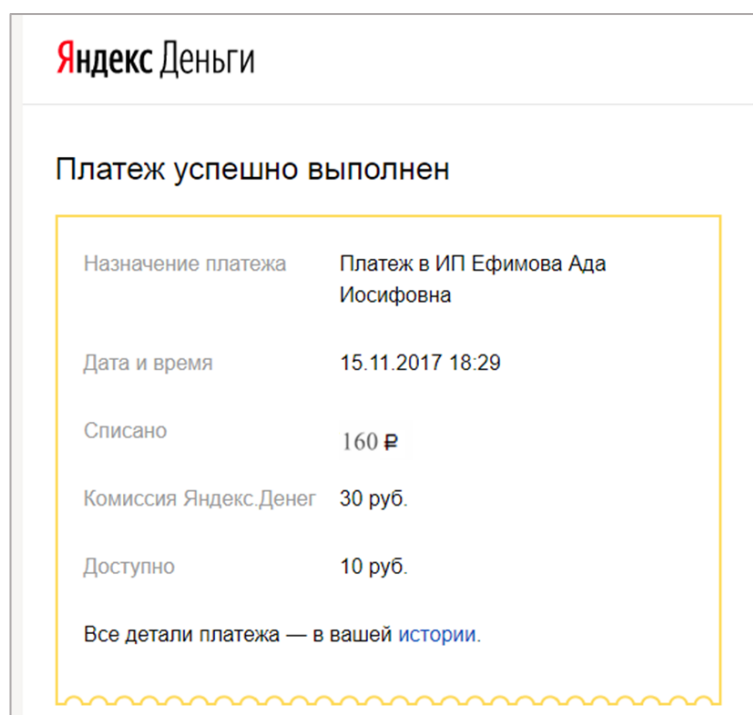 Яндекс Деньги
Платеж успешно выполнен
Назначение платежа Платеж в ИП Ефимова Ада
Иосифовна
Дата и время 15.11.2017 18:29
Списано 160 ₽
Комиссия Яндекс.Денег 30 руб.
Доступно 10 руб.
Все детали платежа — в вашей истории.